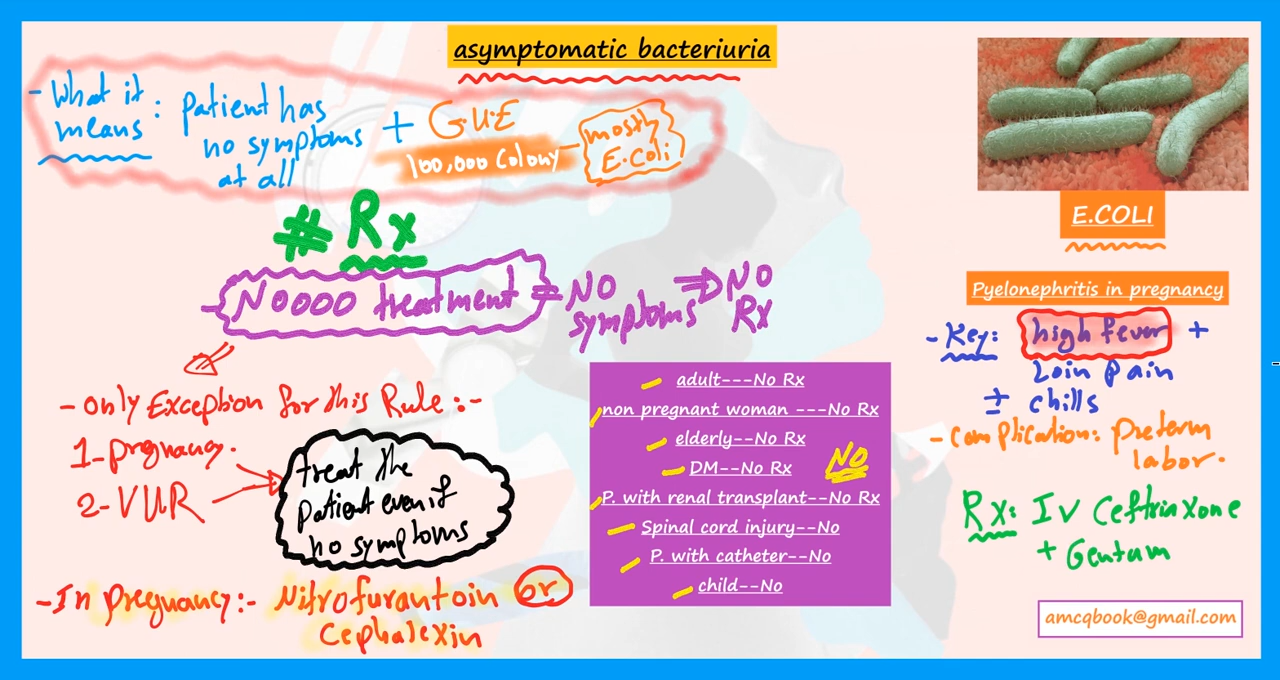 asymptomatic bacteriuria
- What it means : patient has no symptoms at all + G.U.E
100,000 Colony - mostly E.Coli
# Rx
- Noooo treatment = NO symptoms ⇒ NO Rx
- Only Exception for this Rule :-
1- pregnancy.
2- VUR
treat the
patient even if
no symptoms
- In pregnancy:- Nitrofurantoin or
Cephalexin
adult---No Rx
non pregnant woman ---No Rx
elderly--No Rx
DM--No Rx
NO
P. with renal transplant--No Rx
Spinal cord injury--No
P. with catheter--No
child--No
E.COLI
Pyelonephritis in pregnancy
- Key: high fever +
Loin pain
± chills
- Complication: preterm
labor.
Rx: IV Ceftriaxone
+ Gentam
amcqbook@gmail.com